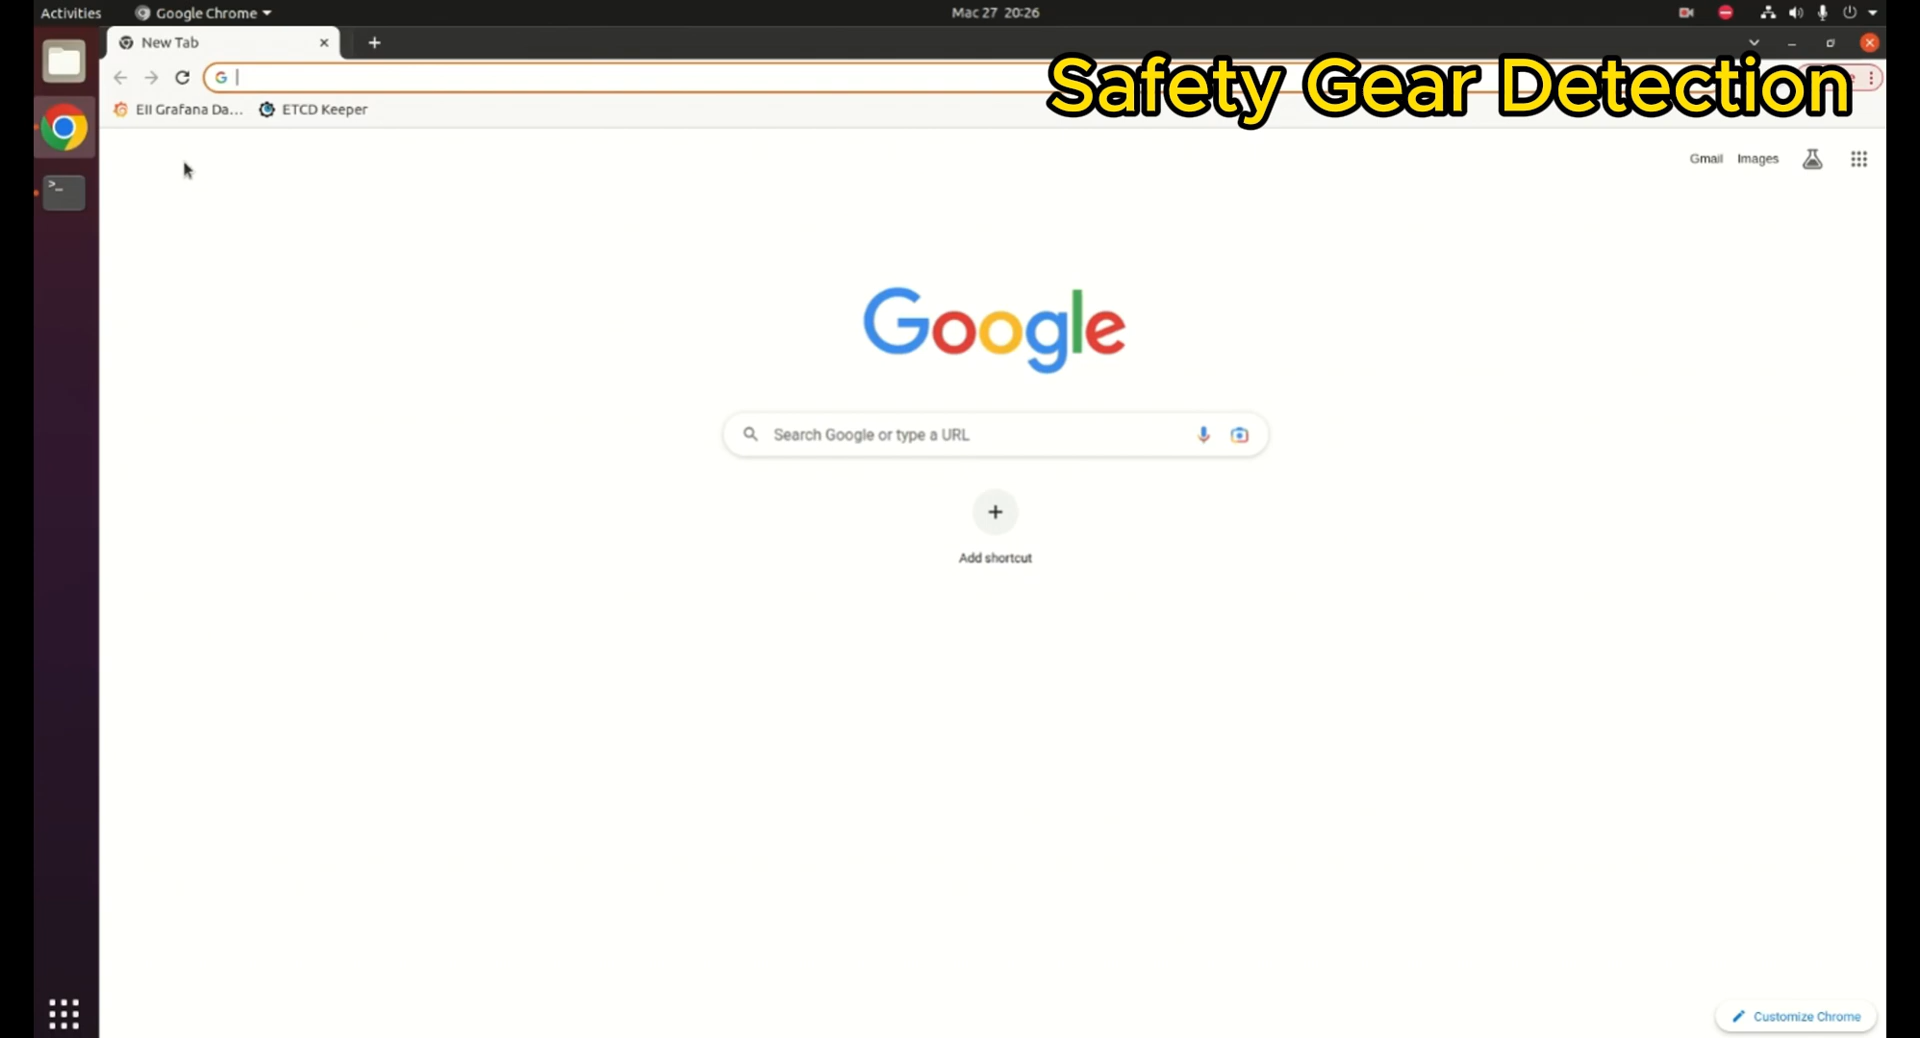 Activities
Google Chrome
Mac 27 20:26
New Tab
Safety Gear Detection
EII Grafana Da...
ETCD Keeper
Gmail
Images
Google
Search Google or type a URL
Add shortcut
Customize Chrome